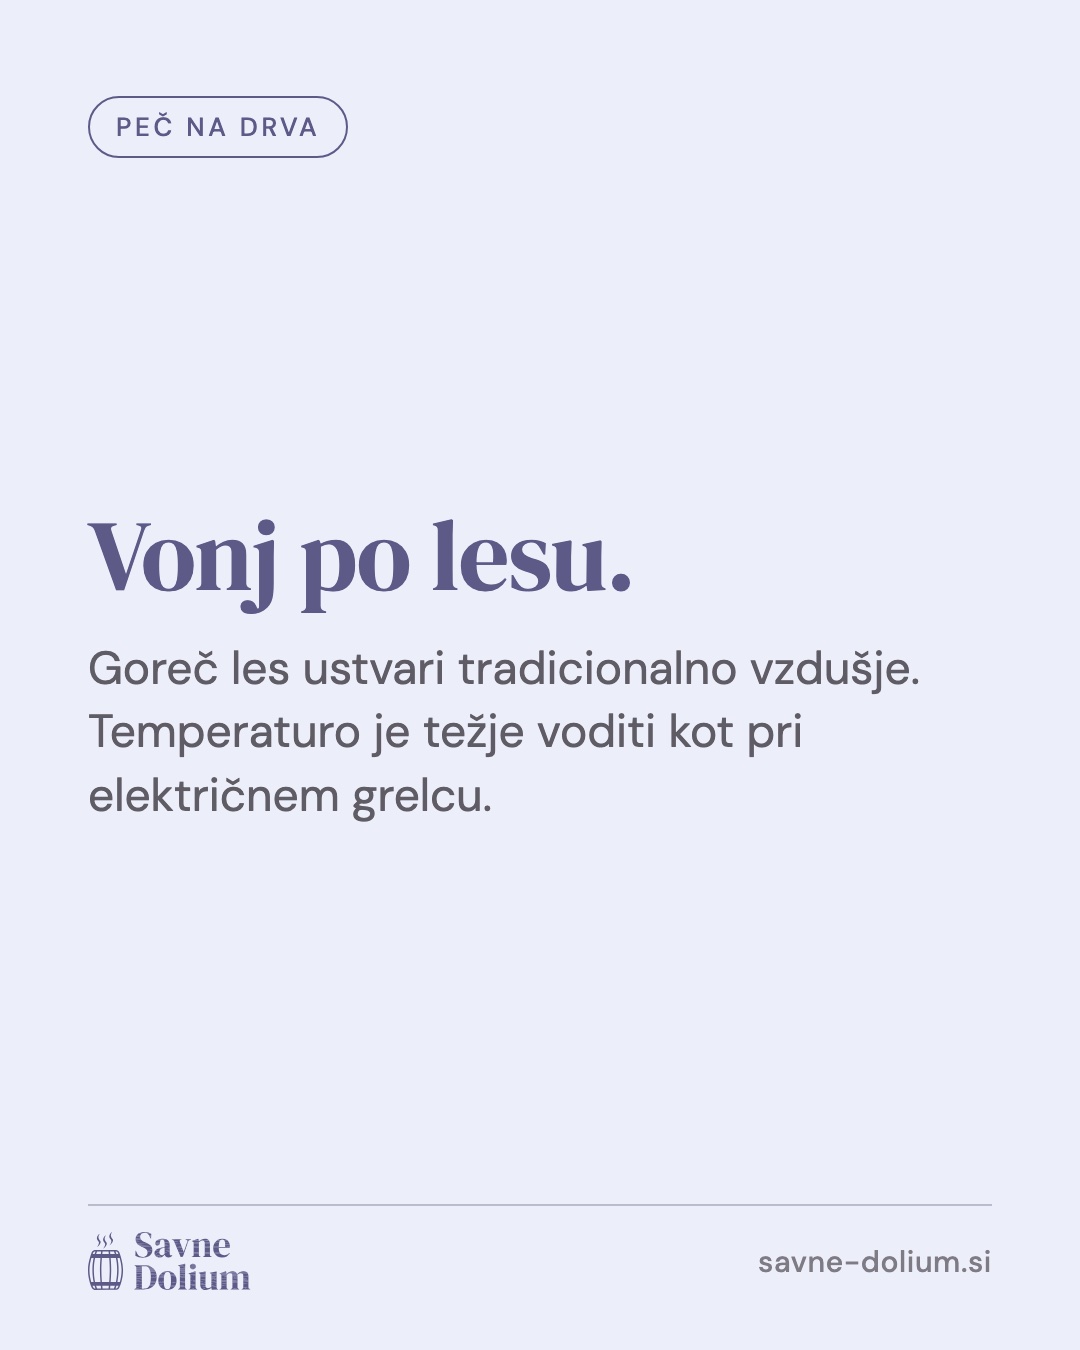 PEČ NA DRVA
Vonj po lesu.
Goreč les ustvari tradicionalno vzdušje.
Temperaturo je težje voditi kot pri
električnem grelcu.
Savne
Dolium
savne-dolium.si